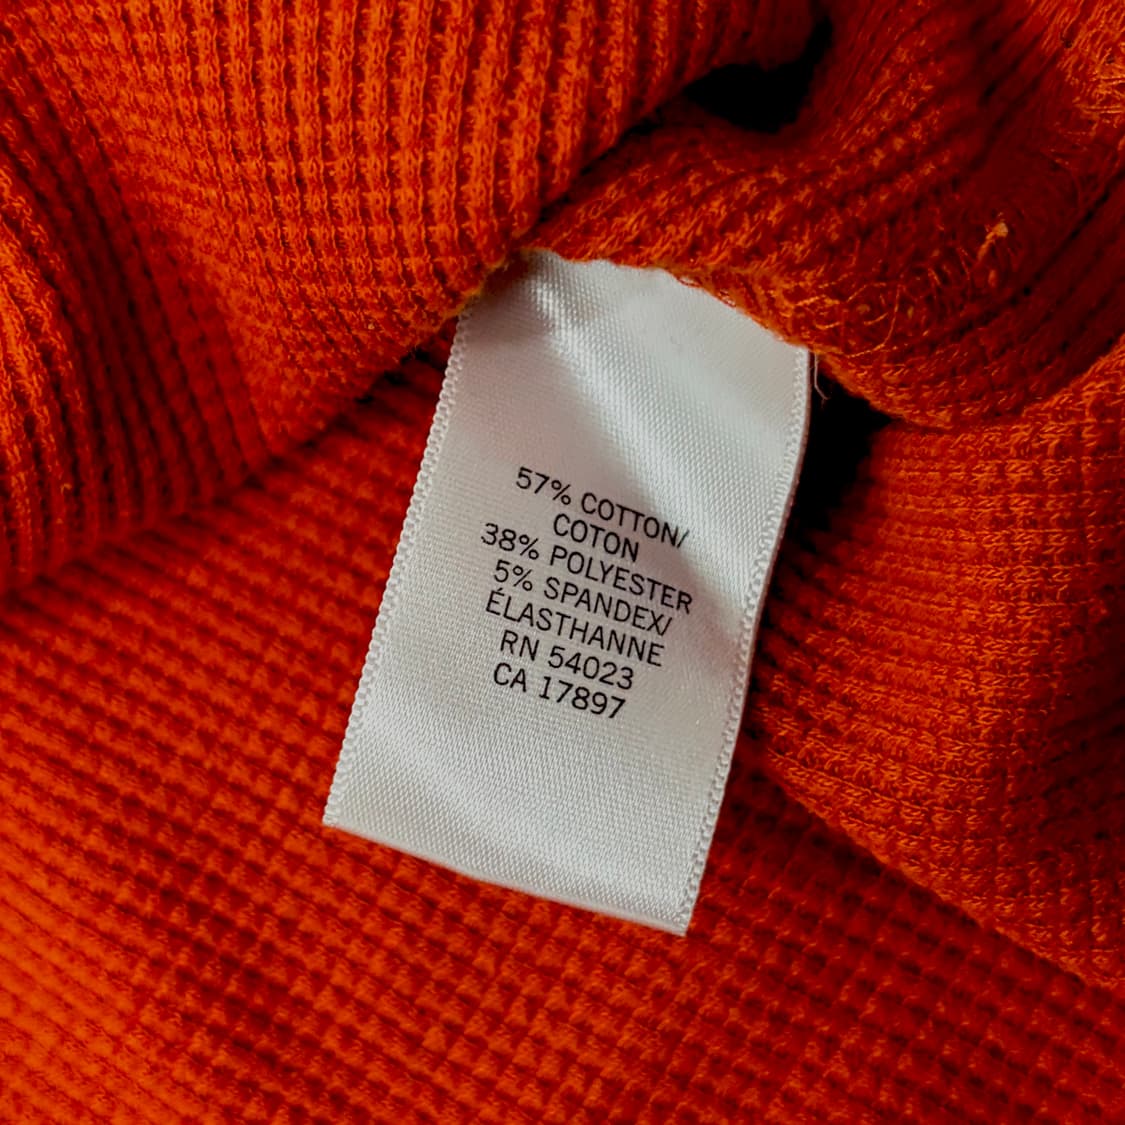 57% COTTON/
COTON
38% POLYESTER
5% SPANDEX/
ÉLASTHANNE
RN 54023
CA 17897